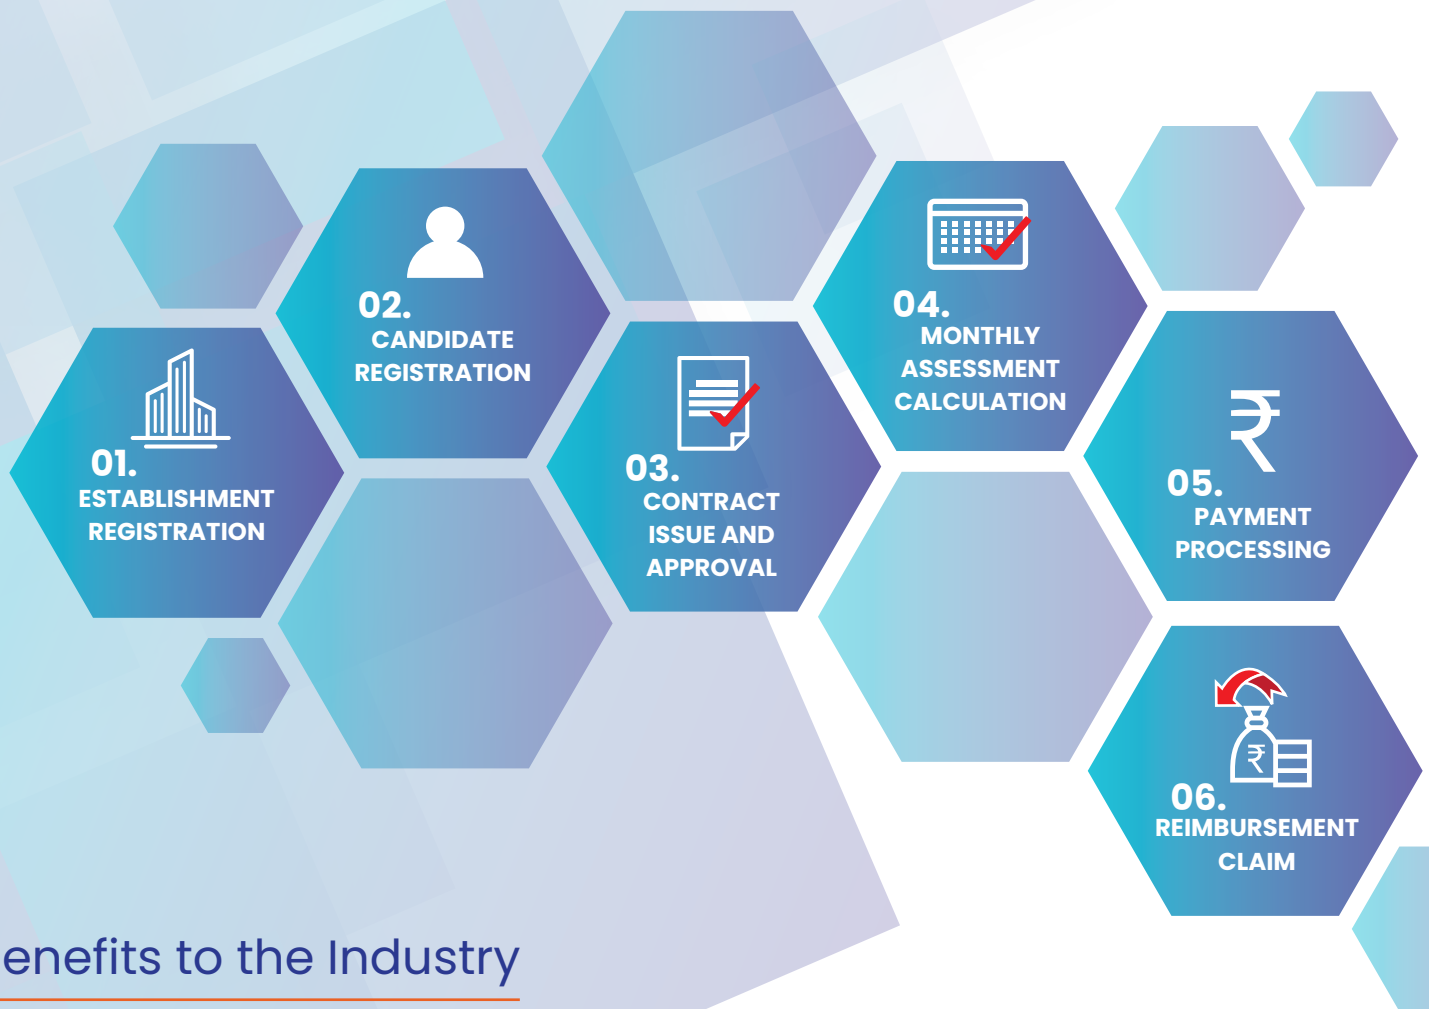 01.
ESTABLISHMENT
REGISTRATION
02.
CANDIDATE
REGISTRATION
03.
CONTRACT
ISSUE AND
APPROVAL
04.
MONTHLY
ASSESSMENT
CALCULATION
₹
05.
PAYMENT
PROCESSING
₹
06.
REIMBURSEMENT
CLAIM
enefits to the Industry